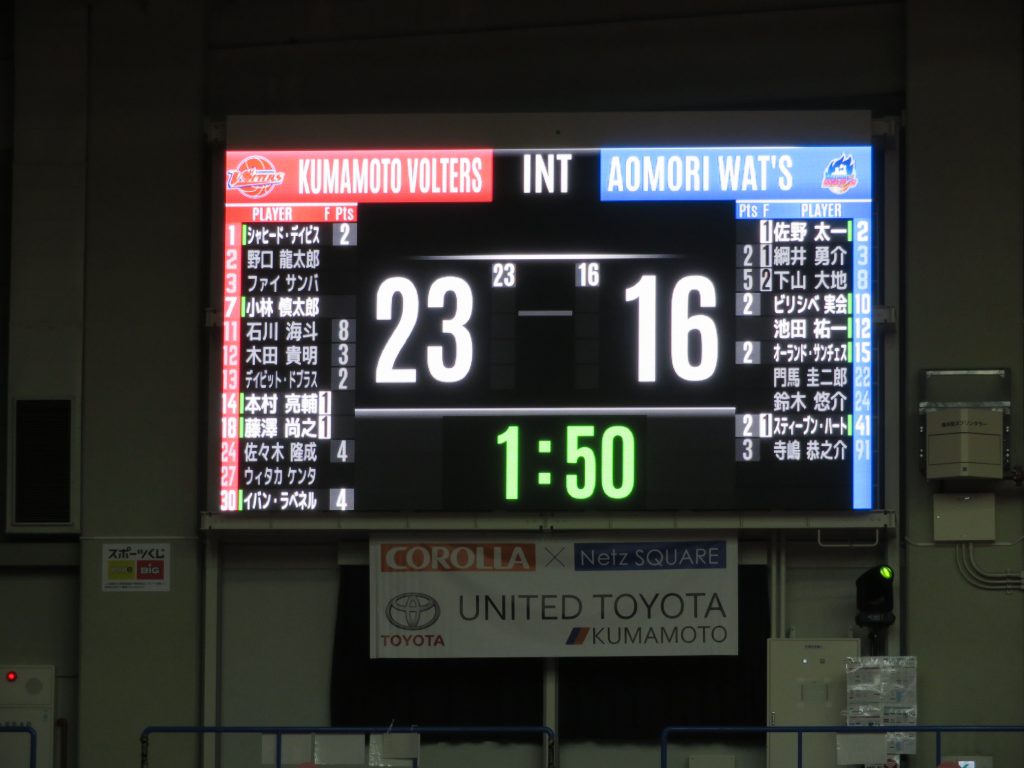 VOLTERS KUMAMOTO VOLTERS INT AOMORI WAT'S
PLAYER F Pts
1 シャヒード・デイビス 2
2 野口 龍太郎
3 ファイ サンバ
7 小林 慎太郎
11 石川 海斗 8
12 木田 貴明 3
13 デイビット・ドブラス 2
14 本村 亮輔 1
18 藤澤 尚之 1
24 佐々木 隆成 4
27 ウィタカ ケンタ
30 イバン・ラベネル 4
23 16
23 16
1:50
Pts F PLAYER
1 佐野 太一 2
2 1 綱井 勇介 3
5 2 下山 大地 8
2 ビリシベ 実会 10
池田 祐一 12
2 オーランド・サンチェス 15
門馬 圭二郎 22
鈴木 悠介 24
2 1 スティーブン・ハート 41
3 寺嶋 恭之介 91
スポーツくじ
BIG
COROLLA × Netz SQUARE
TOYOTA
UNITED TOYOTA
KUMAMOTO